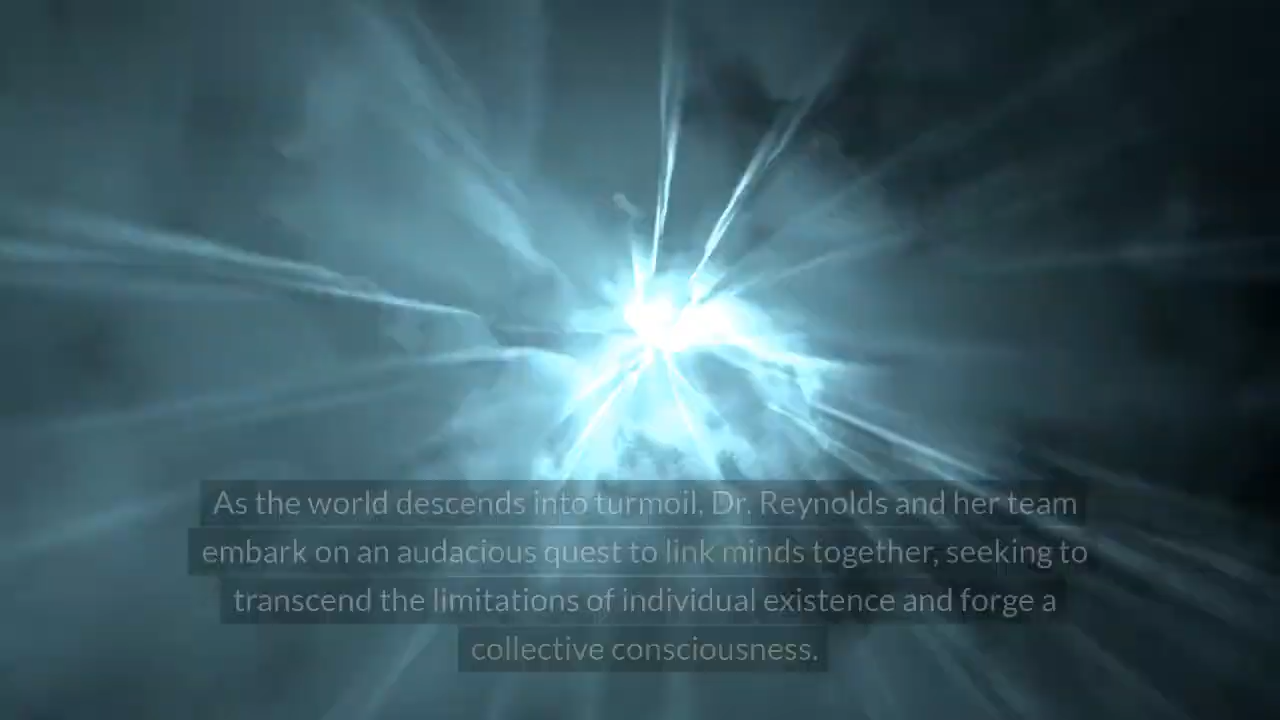 As the world descends into turmoil, Dr. Reynolds and her team
embark on an audacious quest to link minds together, seeking to
transcend the limitations of individual existence and forge a
collective consciousness.